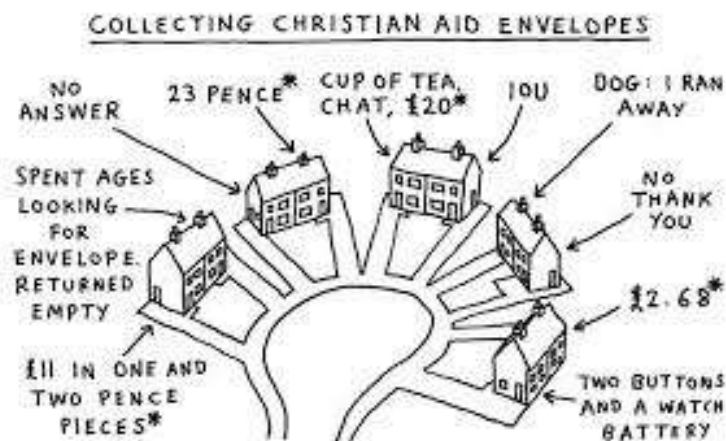 COLLECTING CHRISTIAN AID ENVELOPES
NO
ANSWER
23 PENCE*
CUP OF TEA,
CHAT, £20*
IOU
DOG: I RAN
AWAY
SPENT AGES
LOOKING
FOR
ENVELOPE.
RETURNED
EMPTY
NO
THANK
YOU
£2.68*
£11 IN ONE AND
TWO PENCE
PIECES*
TWO BUTTONS
AND A WATCH
BATTERY